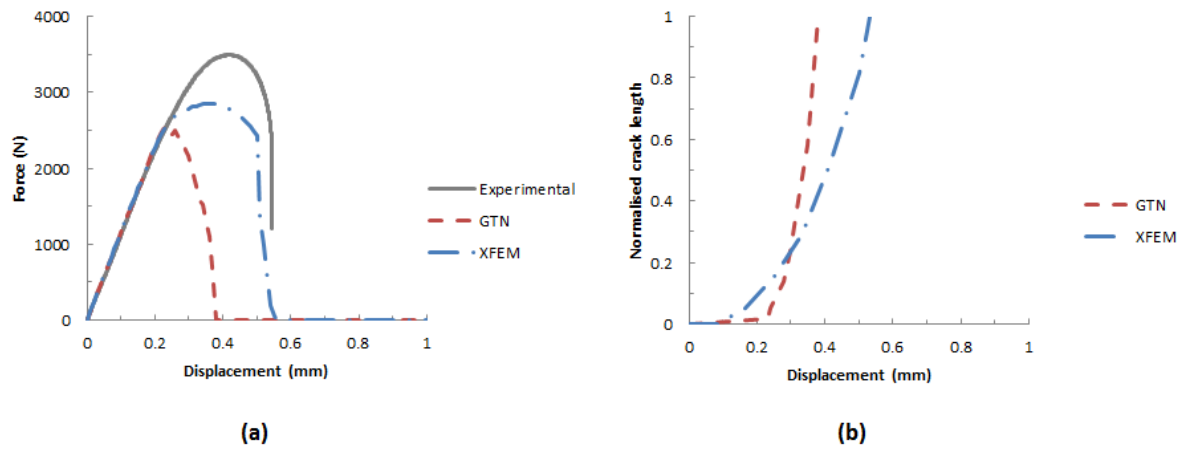 4000
3000
2000
1000
0
Force (N)
0
0.2
0.4
0.6
0.8
1
Displacement (mm)
Experimental
GTN
XFEM
(a)
1
0.8
0.6
0.4
0.2
0
Normalised crack length
0
0.2
0.4
0.6
0.8
1
Displacement (mm)
GTN
XFEM
(b)